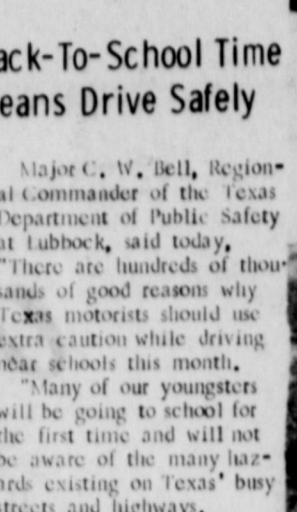 ack-To-School Time
eans Drive Safely
Major C. W. Bell, Region-
al Commander of the Texas
Department of Public Safety
at Lubbock, said today,
"There are hundreds of thou-
sands of good reasons why
Texas motorists should use
extra caution while driving
near schools this month.
"Many of our youngsters
will be going to school for
the first time and will not
be aware of the many haz-
ards existing on Texas' busy
streets and highways.